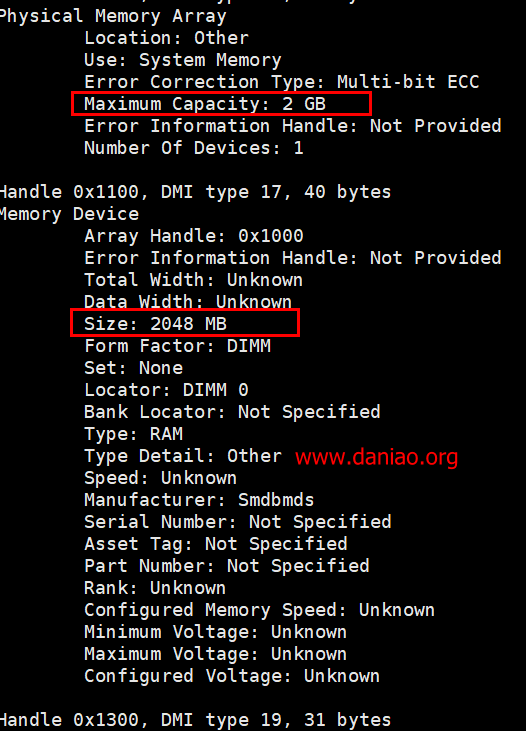 Physical Memory Array
Location: Other
Use: System Memory
Error Correction Type: Multi-bit ECC
Maximum Capacity: 2 GB
Error Information Handle: Not Provided
Number Of Devices: 1
Handle 0x1100, DMI type 17, 40 bytes
Memory Device
Array Handle: 0x1000
Error Information Handle: Not Provided
Total Width: Unknown
Data Width: Unknown
Size: 2048 MB
Form Factor: DIMM
Set: None
Locator: DIMM 0
Bank Locator: Not Specified
Type: RAM
Type Detail: Other www.daniao.org
Speed: Unknown
Manufacturer: Smdbmds
Serial Number: Not Specified
Asset Tag: Not Specified
Part Number: Not Specified
Rank: Unknown
Configured Memory Speed: Unknown
Minimum Voltage: Unknown
Maximum Voltage: Unknown
Configured Voltage: Unknown
Handle 0x1300, DMI type 19, 31 bytes